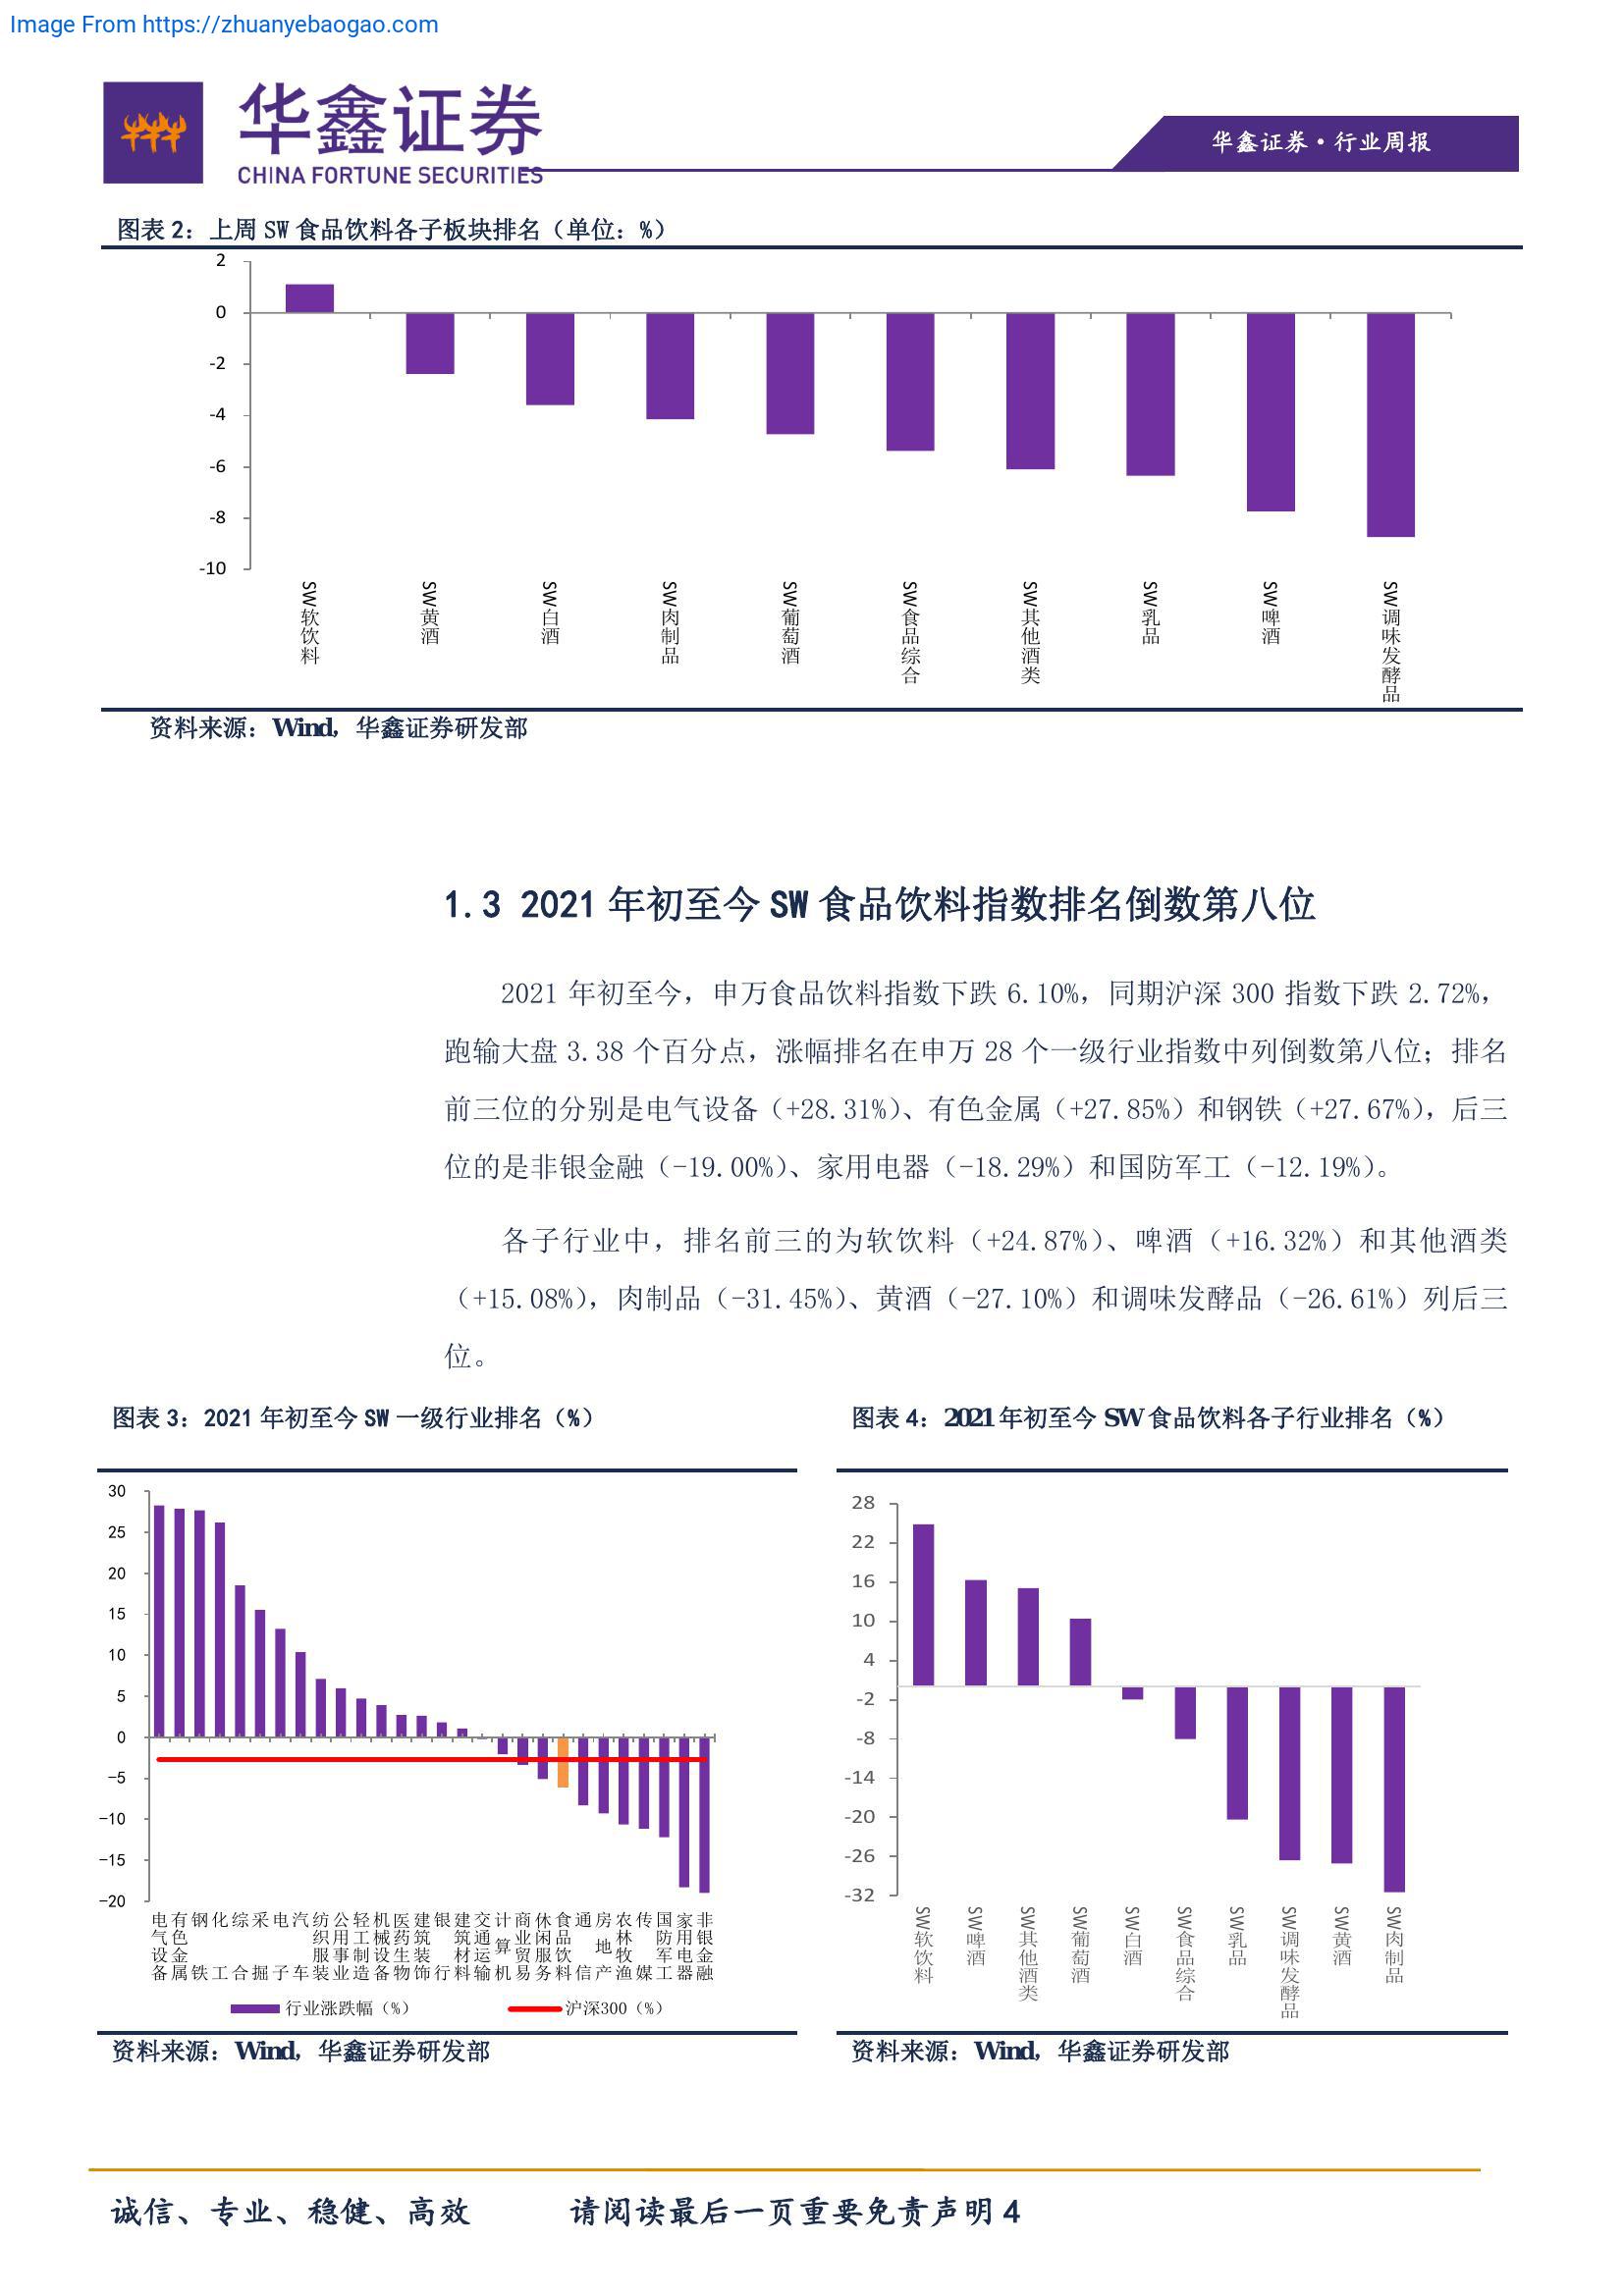 Image From https://zhuanyebaogao.com
华鑫证券
CHINA FORTUNE SECURITIES
华鑫证券·行业周报
图表 2：上周 SW 食品饮料各子板块排名（单位：%）
2
0
-2
-4
-6
-8
-10
SW软饮料
SW黄酒
SW白酒
SW肉制品
SW葡萄酒
SW食品综合
SW其他酒类
SW乳品
SW啤酒
SW调味发酵品
资料来源：Wind，华鑫证券研发部
1.3 2021 年初至今 SW 食品饮料指数排名倒数第八位
2021 年初至今，申万食品饮料指数下跌 6.10%，同期沪深 300 指数下跌 2.72%，
跑输大盘 3.38 个百分点，涨幅排名在申万 28 个一级行业指数中列倒数第八位；排名
前三位的分别是电气设备（+28.31%）、有色金属（+27.85%）和钢铁（+27.67%），后三
位的是非银金融（-19.00%）、家用电器（-18.29%）和国防军工（-12.19%）。
各子行业中，排名前三的为软饮料（+24.87%）、啤酒（+16.32%）和其他酒类
（+15.08%），肉制品（-31.45%）、黄酒（-27.10%）和调味发酵品（-26.61%）列后三
位。
图表 3：2021 年初至今 SW 一级行业排名（%）
30
25
20
15
10
5
0
-5
-10
-15
-20
电气设备
有色金属
钢铁
化工
综合
采掘
电子
汽车
纺织服装
公用事业
轻工制造
机械设备
医药生物
建筑装饰
银行
建筑材料
交通运输
计算机
商业贸易
休闲服务
食品饮料
通信
房地产
农林牧渔
传媒
国防军工
家用电器
非银金融
行业涨跌幅（%）
沪深300（%）
资料来源：Wind，华鑫证券研发部
图表 4：2021 年初至今 SW 食品饮料各子行业排名（%）
28
22
16
10
4
-2
-8
-14
-20
-26
-32
SW软饮料
SW啤酒
SW其他酒类
SW葡萄酒
SW白酒
SW食品综合
SW乳品
SW调味发酵品
SW黄酒
SW肉制品
资料来源：Wind，华鑫证券研发部
诚信、专业、稳健、高效
请阅读最后一页重要免责声明 4